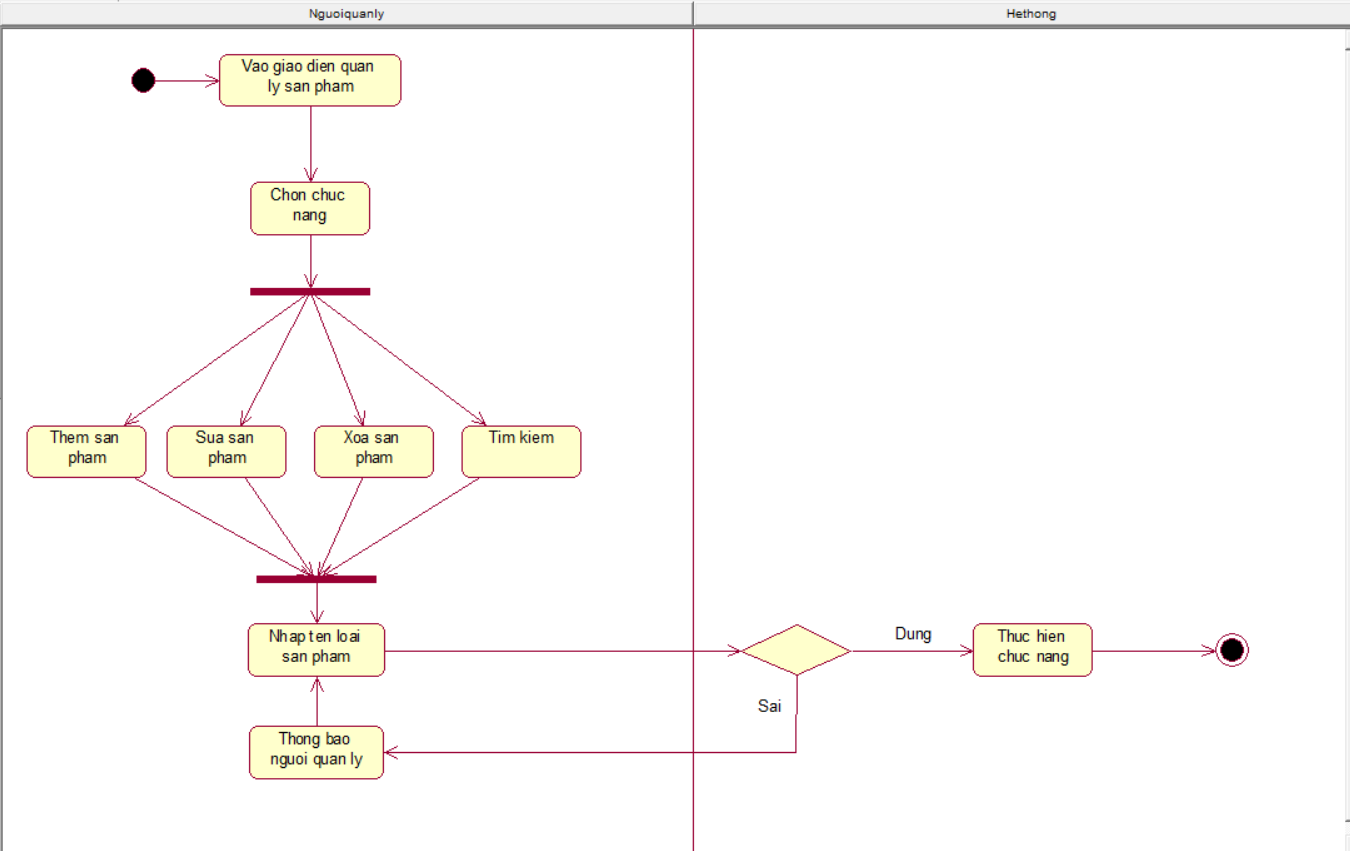 Nguoiquanly
Hethong
Vao giao dien quan
ly san pham
Chon chuc
nang
Them san
pham
Sua san
pham
Xoa san
pham
Tim kiem
Nhap ten loai
san pham
Dung
Thuc hien
chuc nang
Sai
Thong bao
nguoi quan ly